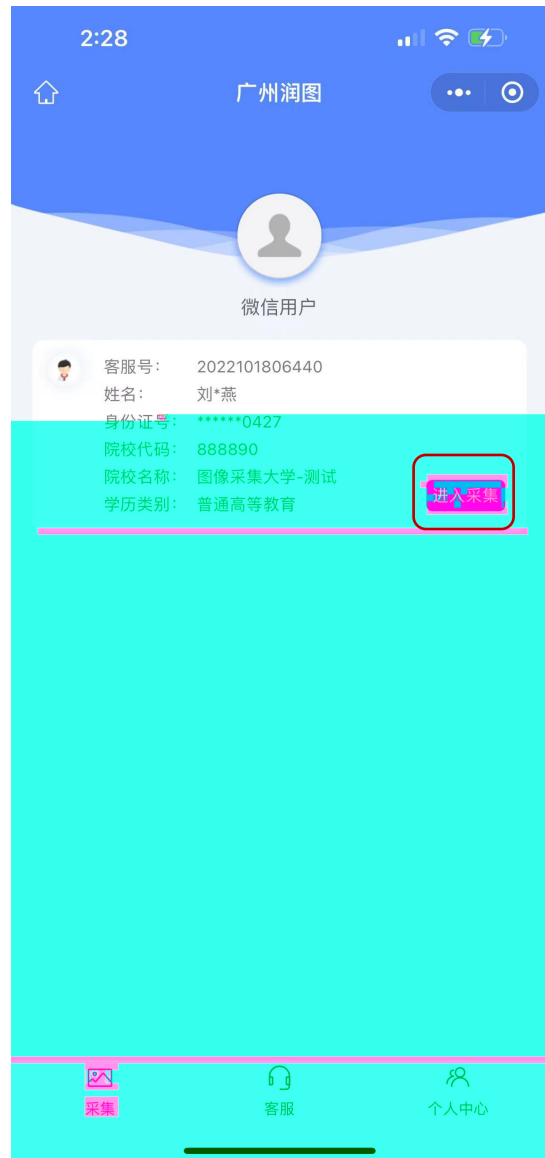 2:28
广州润图
微信用户
客服号： 2022101806440
姓名： 刘*燕
身份证号： ******0427
院校代码： 888890
院校名称： 图像采集大学-测试
学历类别： 普通高等教育
进入采集
采集 客服 个人中心